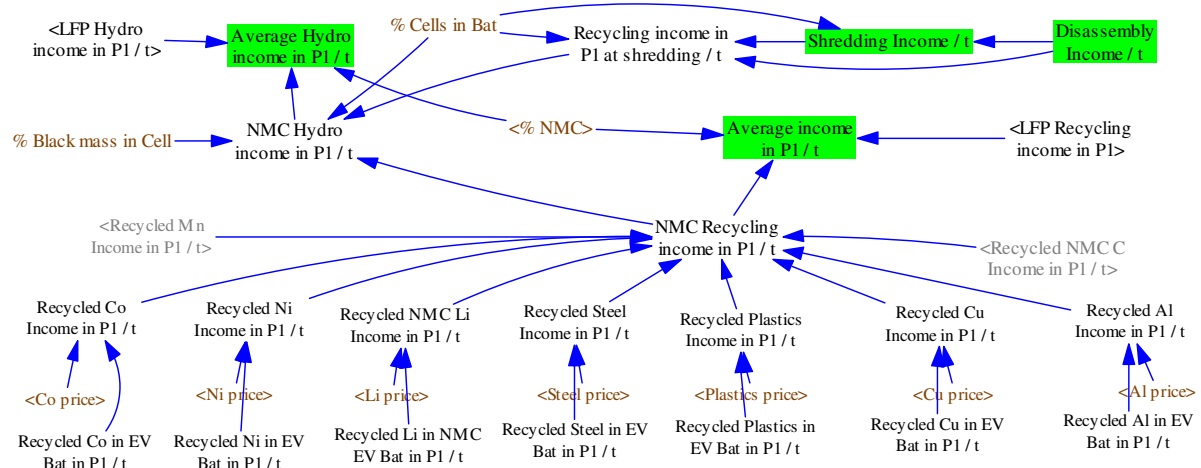 <LFP Hydro
income in P1 / t>
Average Hydro
income in P1 / t
% Cells in Bat
Recycling income in
P1 at shredding / t
Shredding Income / t
Disassembly
Income / t
% Black mass in Cell
NMC Hydro
income in P1 / t
<% NMC>
Average income
in P1 / t
<LFP Recycling
income in P1>
<Recycled Mn
Income in P1 / t>
NMC Recycling
income in P1 / t
<Recycled NMC C
Income in P1 / t>
Recycled Co
Income in P1 / t
Recycled Ni
Income in P1 / t
Recycled NMC Li
Income in P1 / t
Recycled Steel
Income in P1 / t
Recycled Plastics
Income in P1 / t
Recycled Cu
Income in P1 / t
Recycled Al
Income in P1 / t
<Co price>
<Ni price>
<Li price>
<Steel price>
<Plastics price>
<Cu price>
<Al price>
Recycled Co in EV
Bat in P1 / t
Recycled Ni in EV
Bat in P1 / t
Recycled Li in NMC
EV Bat in P1 / t
Recycled Steel in EV
Bat in P1 / t
Recycled Plastics in
EV Bat in P1 / t
Recycled Cu in EV
Bat in P1 / t
Recycled Al in EV
Bat in P1 / t